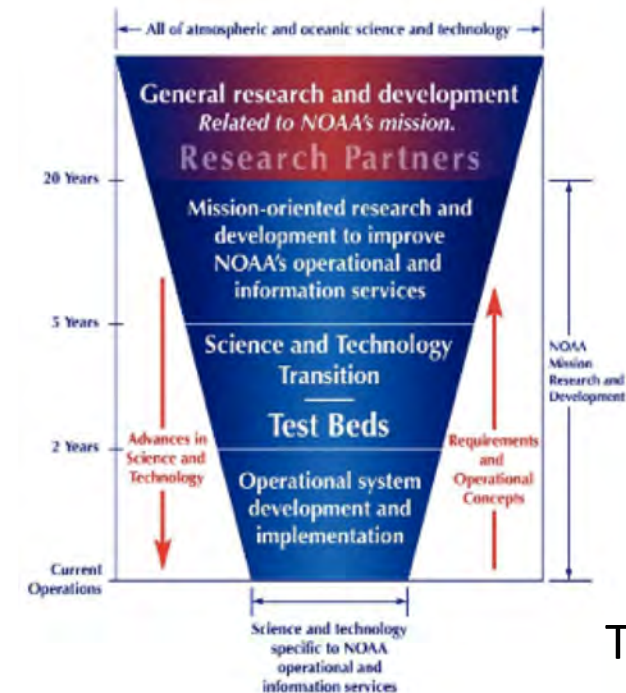 All of atmospheric and oceanic science and technology
General research and development
Related to NOAA's mission.
Research Partners
20 Years
Mission-oriented research and
development to improve
NOAA's operational and
information services
5 Years
Science and Technology
Transition
Test Beds
NOAA
Mission
Research and
Development
2 Years
Advances in
Science and
Technology
Requirements
and
Operational
Concepts
Operational system
development and
implementation
Current
Operations
Science and technology
specific to NOAA
operational and
information services
T